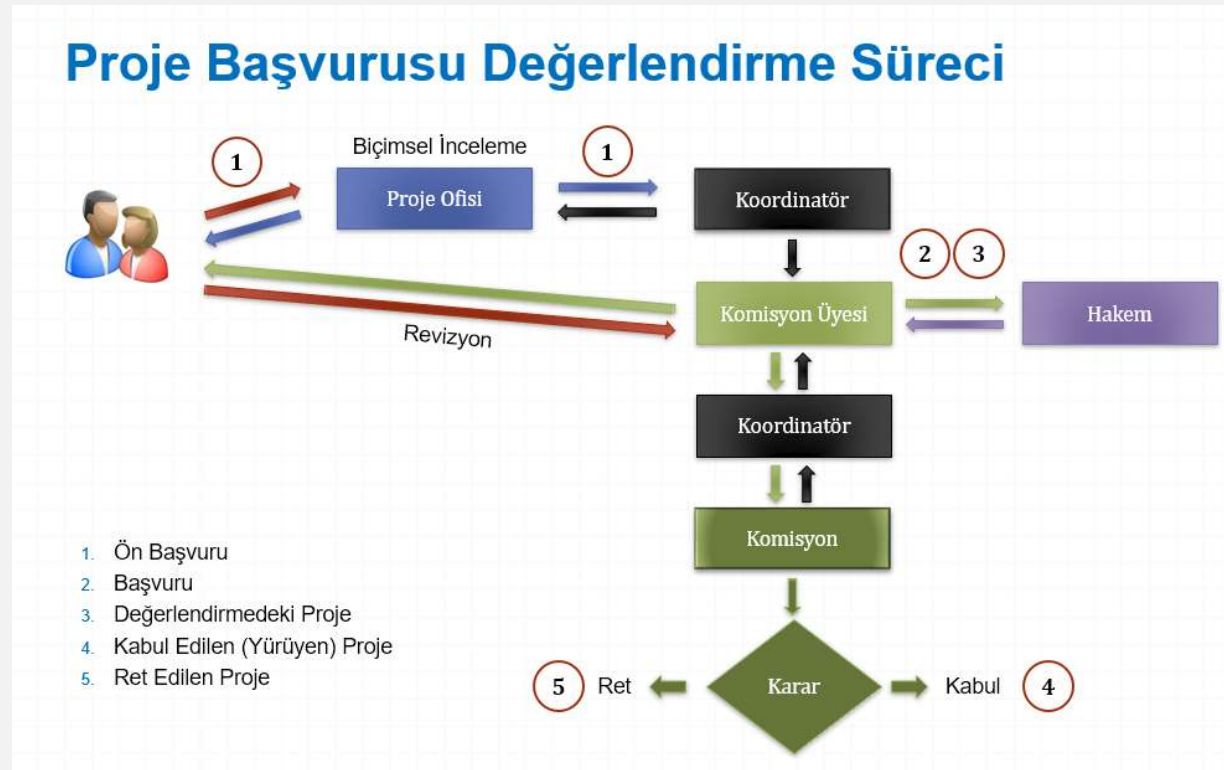 Proje Başvurusu Değerlendirme Süreci
1
Biçimsel İnceleme
1
Proje Ofisi
Koordinatör
2
3
Komisyon Üyesi
Hakem
Revizyon
Koordinatör
Komisyon
1. Ön Başvuru
2. Başvuru
3. Değerlendirmedeki Proje
4. Kabul Edilen (Yürüyen) Proje
5. Ret Edilen Proje
5
Ret
Karar
Kabul
4